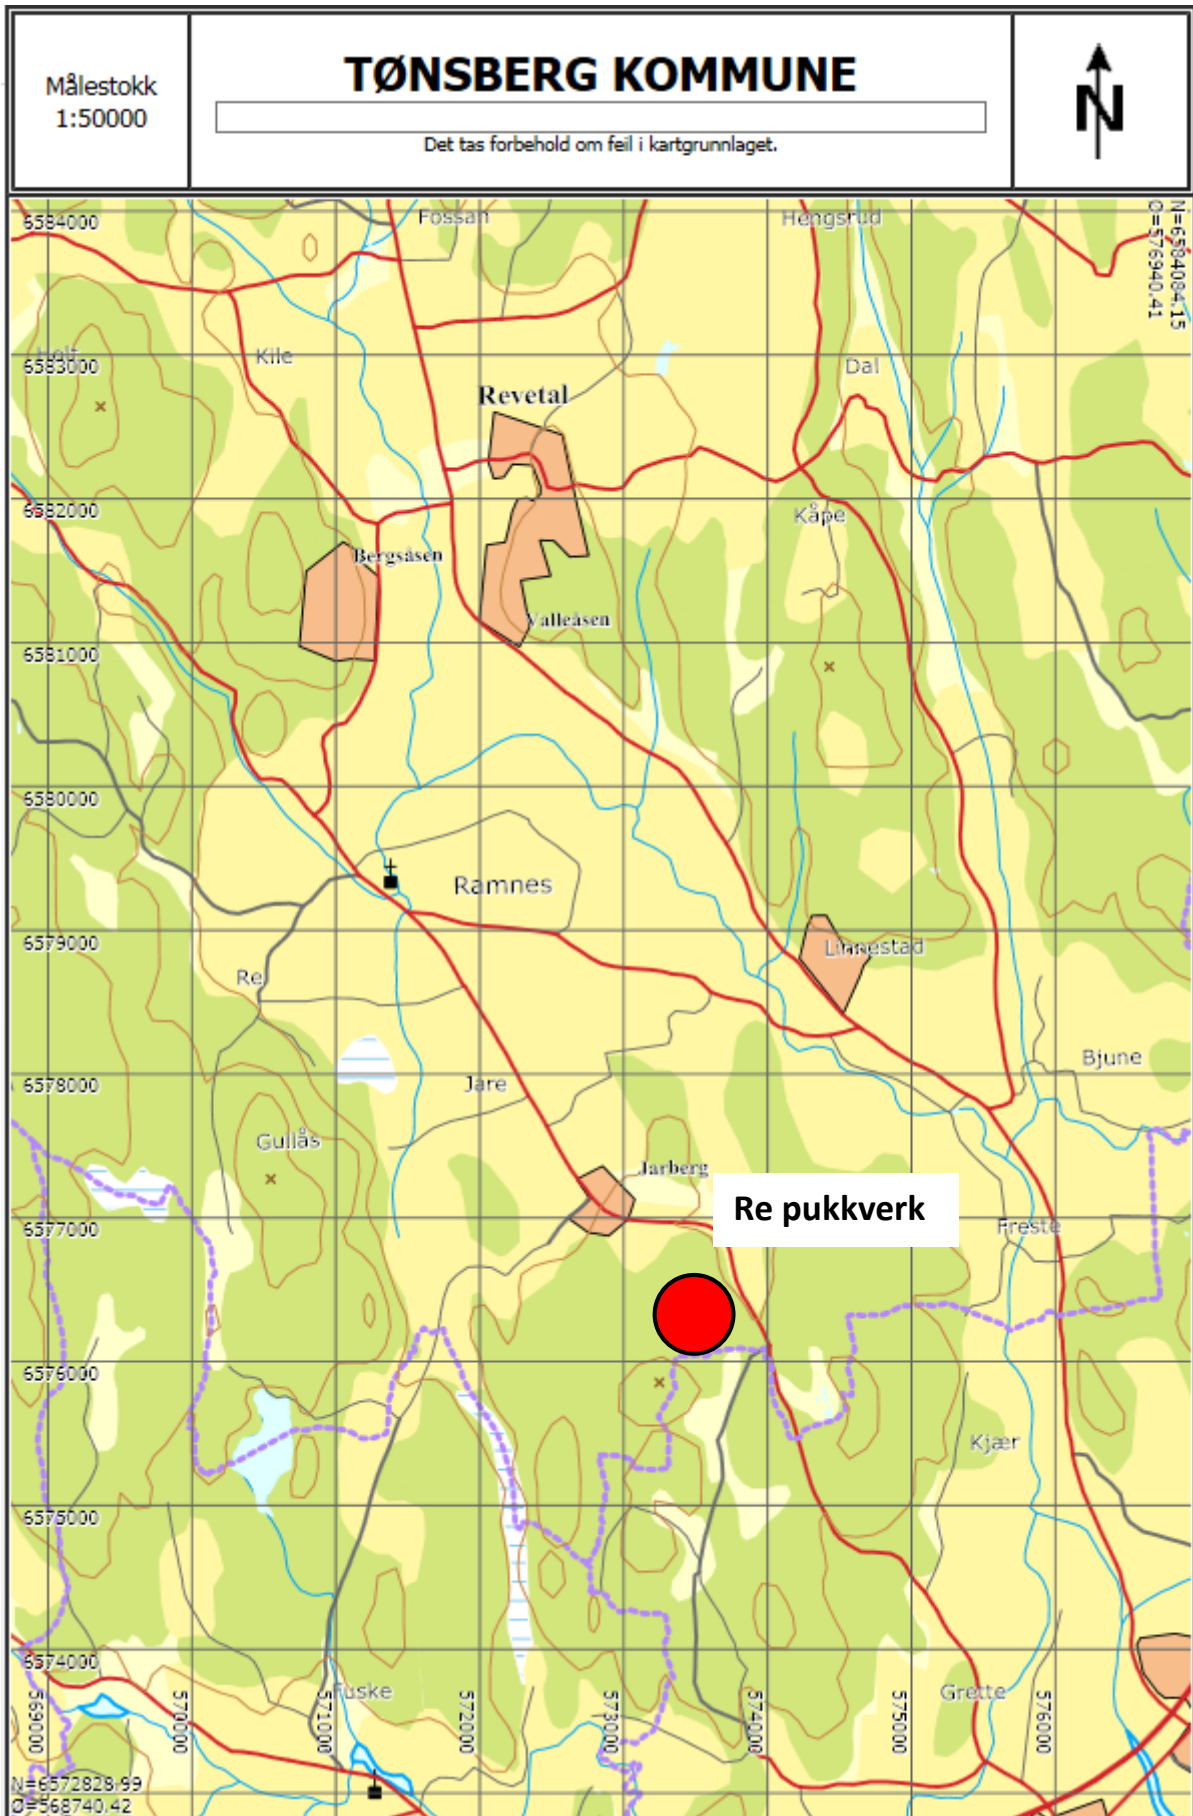 Målestokk
1:50000
TØNSBERG KOMMUNE
Det tas forbehold om feil i kartgrunnlaget.
N
N=6584084.15
Ø=576940.41
6584000
Fossan
Hengsrud
6583000
Holt
Kile
Dal
Revetal
6582000
Kåpe
Bergsåsen
Valleåsen
6581000
6580000
Ramnes
6579000
Linnestad
Re
6578000
Jare
Bjune
Gullås
Jarberg
Re pukkverk
6577000
Freste
6576000
Kjær
6575000
6574000
Fuske
Grette
569000
570000
571000
572000
573000
574000
575000
576000
N=6572828.99
Ø=568740.42